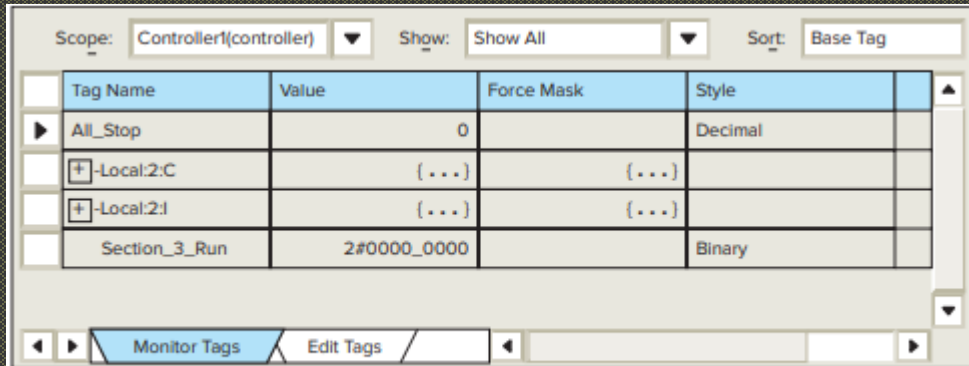 Scope: Controller1(controller) Show: Show All Sort: Base Tag
Tag Name Value Force Mask Style
All_Stop 0 Decimal
+-Local:2:C {...} {...}
+-Local:2:I {...} {...}
Section_3_Run 2#0000_0000 Binary
Monitor Tags Edit Tags